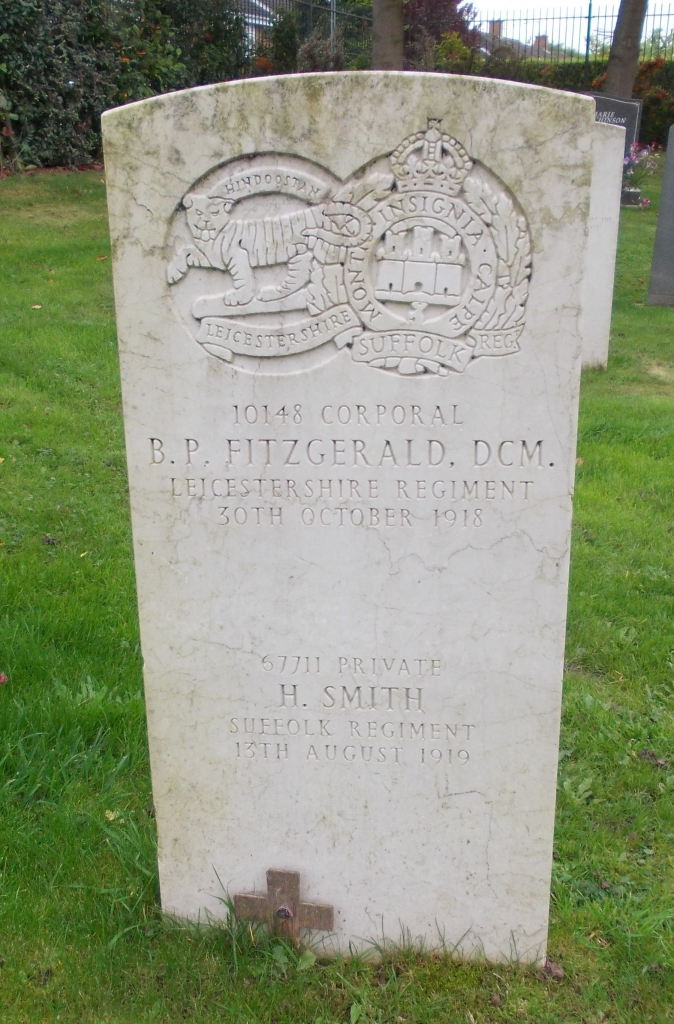 HINDOOSTAN
LEICESTERSHIRE
MONTIS INSIGNIA CALPE
SUFFOLK REGT
10148 CORPORAL
B.P. FITZGERALD, DCM.
LEICESTERSHIRE REGIMENT
30TH OCTOBER 1918
67711 PRIVATE
H. SMITH
SUFFOLK REGIMENT
13TH AUGUST 1919
MARIE